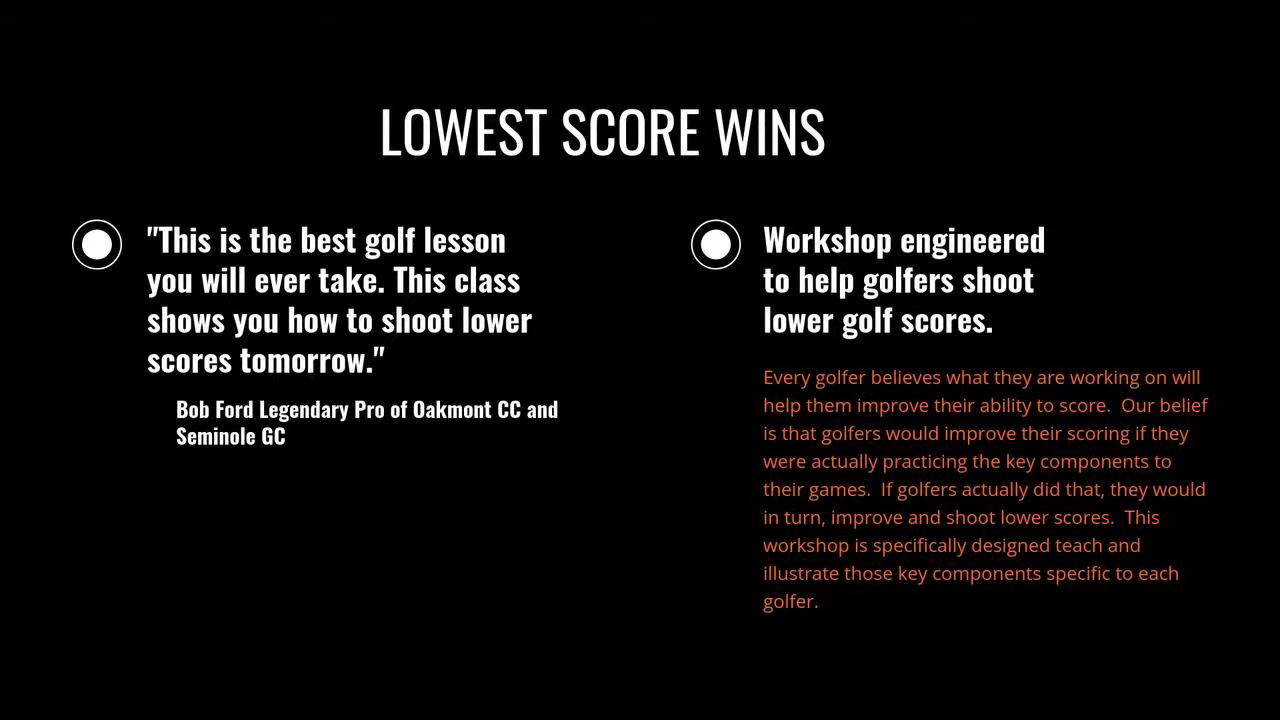 LOWEST SCORE WINS
"This is the best golf lesson
you will ever take. This class
shows you how to shoot lower
scores tomorrow."
Bob Ford Legendary Pro of Oakmont CC and
Seminole GC
Workshop engineered
to help golfers shoot
lower golf scores.
Every golfer believes what they are working on will
help them improve their ability to score.  Our belief
is that golfers would improve their scoring if they
were actually practicing the key components to
their games.  If golfers actually did that, they would
in turn, improve and shoot lower scores.  This
workshop is specifically designed teach and
illustrate those key components specific to each
golfer.